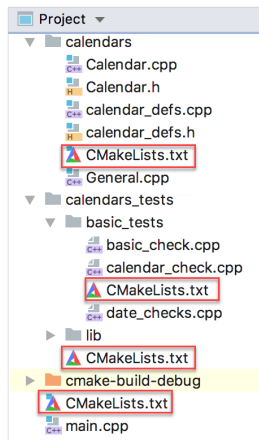 Project
calendars
Calendar.cpp
Calendar.h
calendar_defs.cpp
calendar_defs.h
CMakeLists.txt
General.cpp
calendars_tests
basic_tests
basic_check.cpp
calendar_check.cpp
CMakeLists.txt
date_checks.cpp
lib
CMakeLists.txt
cmake-build-debug
CMakeLists.txt
main.cpp